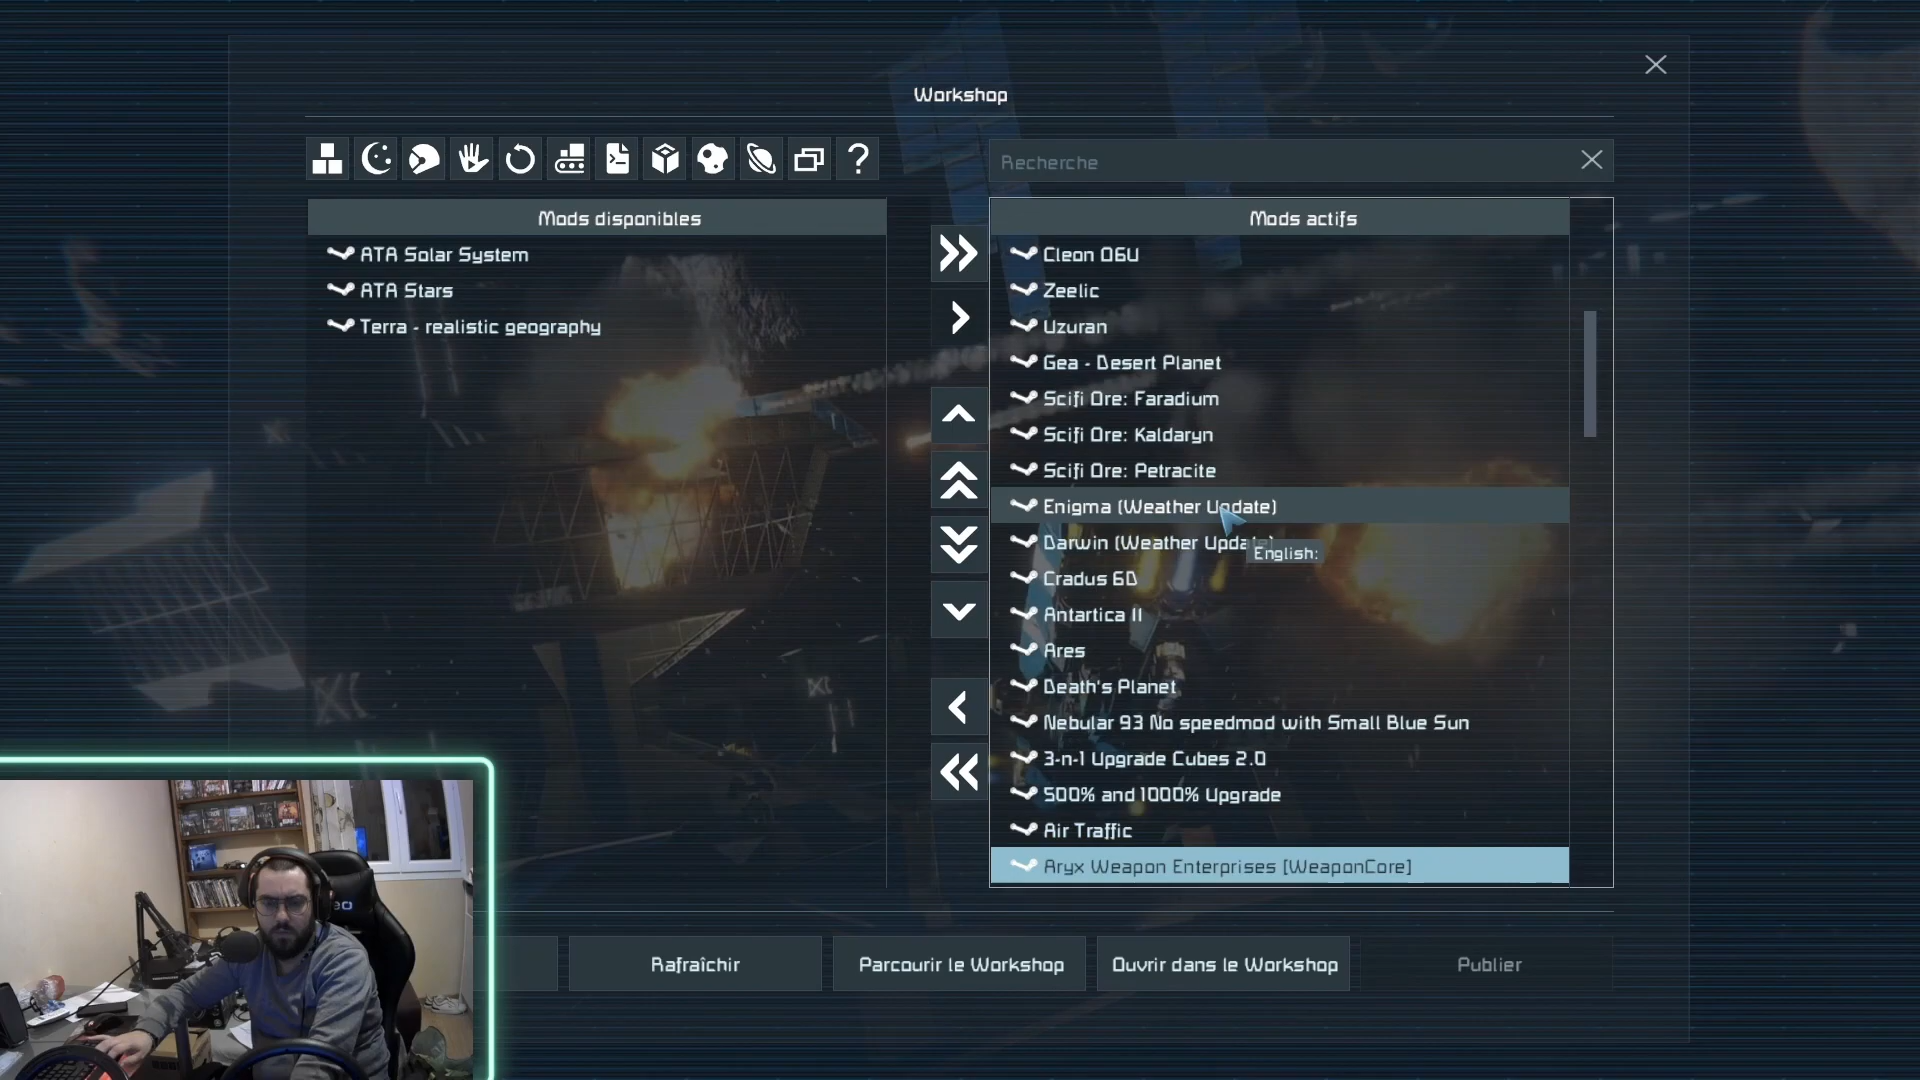 Workshop
Recherche
Mods disponibles
ATA Solar System
ATA Stars
Terra - realistic geography
Mods actifs
Cleon 06U
Zeelic
Uzuran
Gea - Desert Planet
Scifi Ore: Faradium
Scifi Ore: Kaldaryn
Scifi Ore: Petracite
Enigma (Weather Update)
Darwin (Weather Update)
English:
Cradus 6D
Antartica II
Ares
Death's Planet
Nebular 93 No speedmod with Small Blue Sun
3-n-1 Upgrade Cubes 2.0
500% and 1000% Upgrade
Air Traffic
Aryx Weapon Enterprises [WeaponCore]
Rafraîchir
Parcourir le Workshop
Ouvrir dans le Workshop
Publier